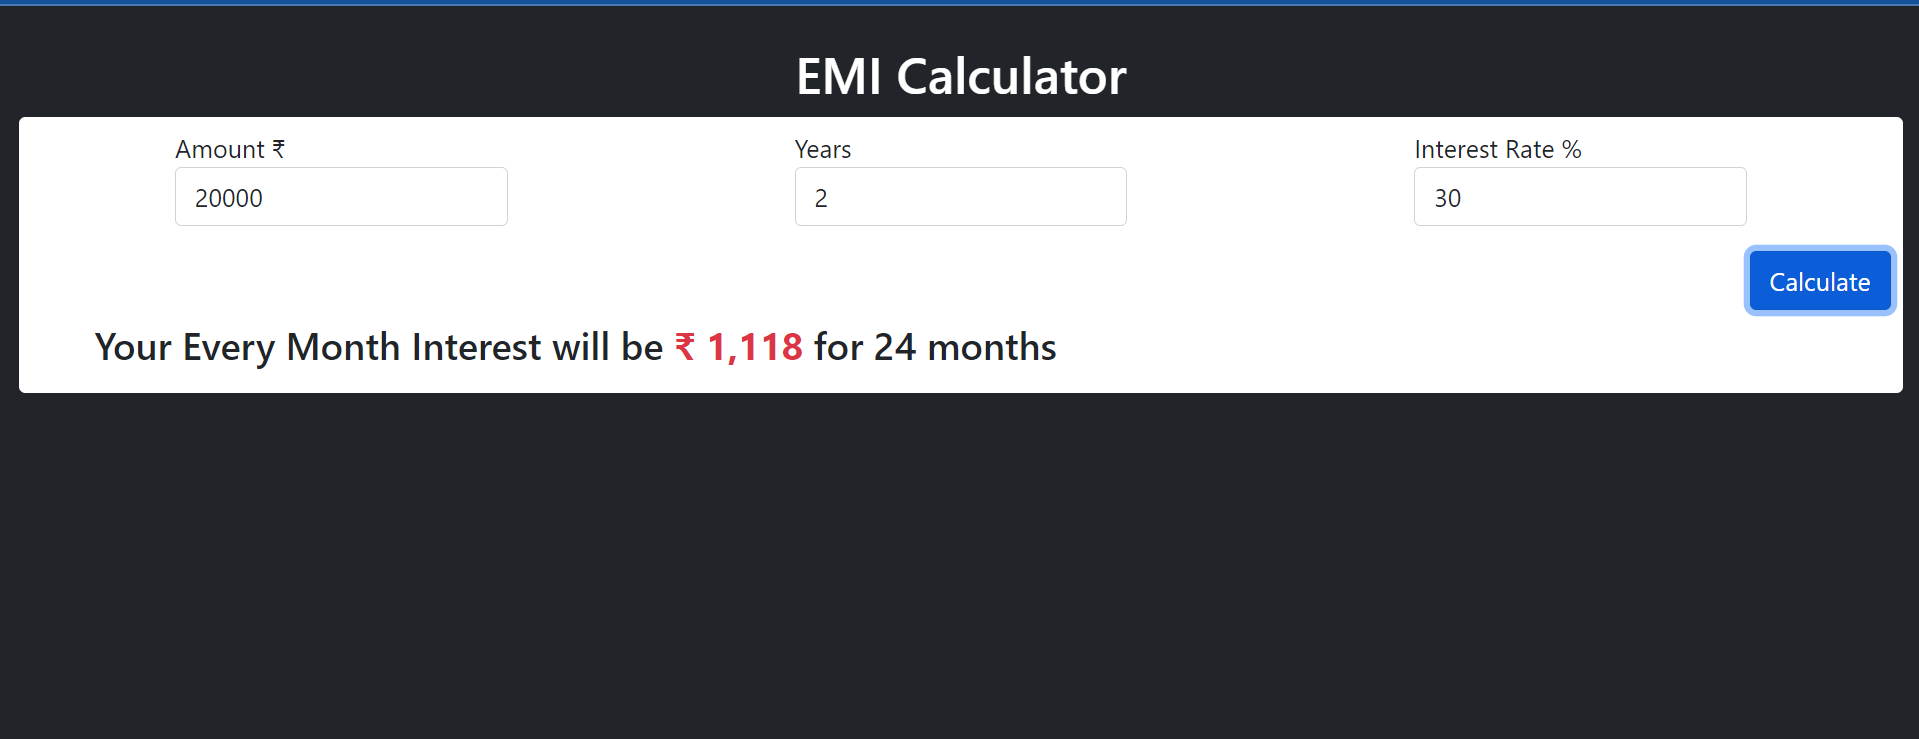 EMI Calculator
Amount ₹ Years Interest Rate %
20000 2 30
Calculate
Your Every Month Interest will be ₹ 1,118 for 24 months